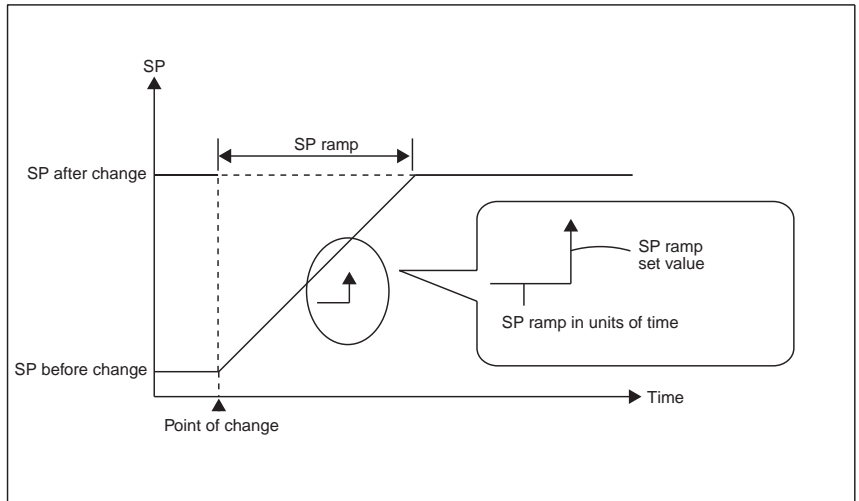 SP
SP ramp
SP after change
SP ramp
set value
SP ramp in units of time
SP before change
Time
Point of change